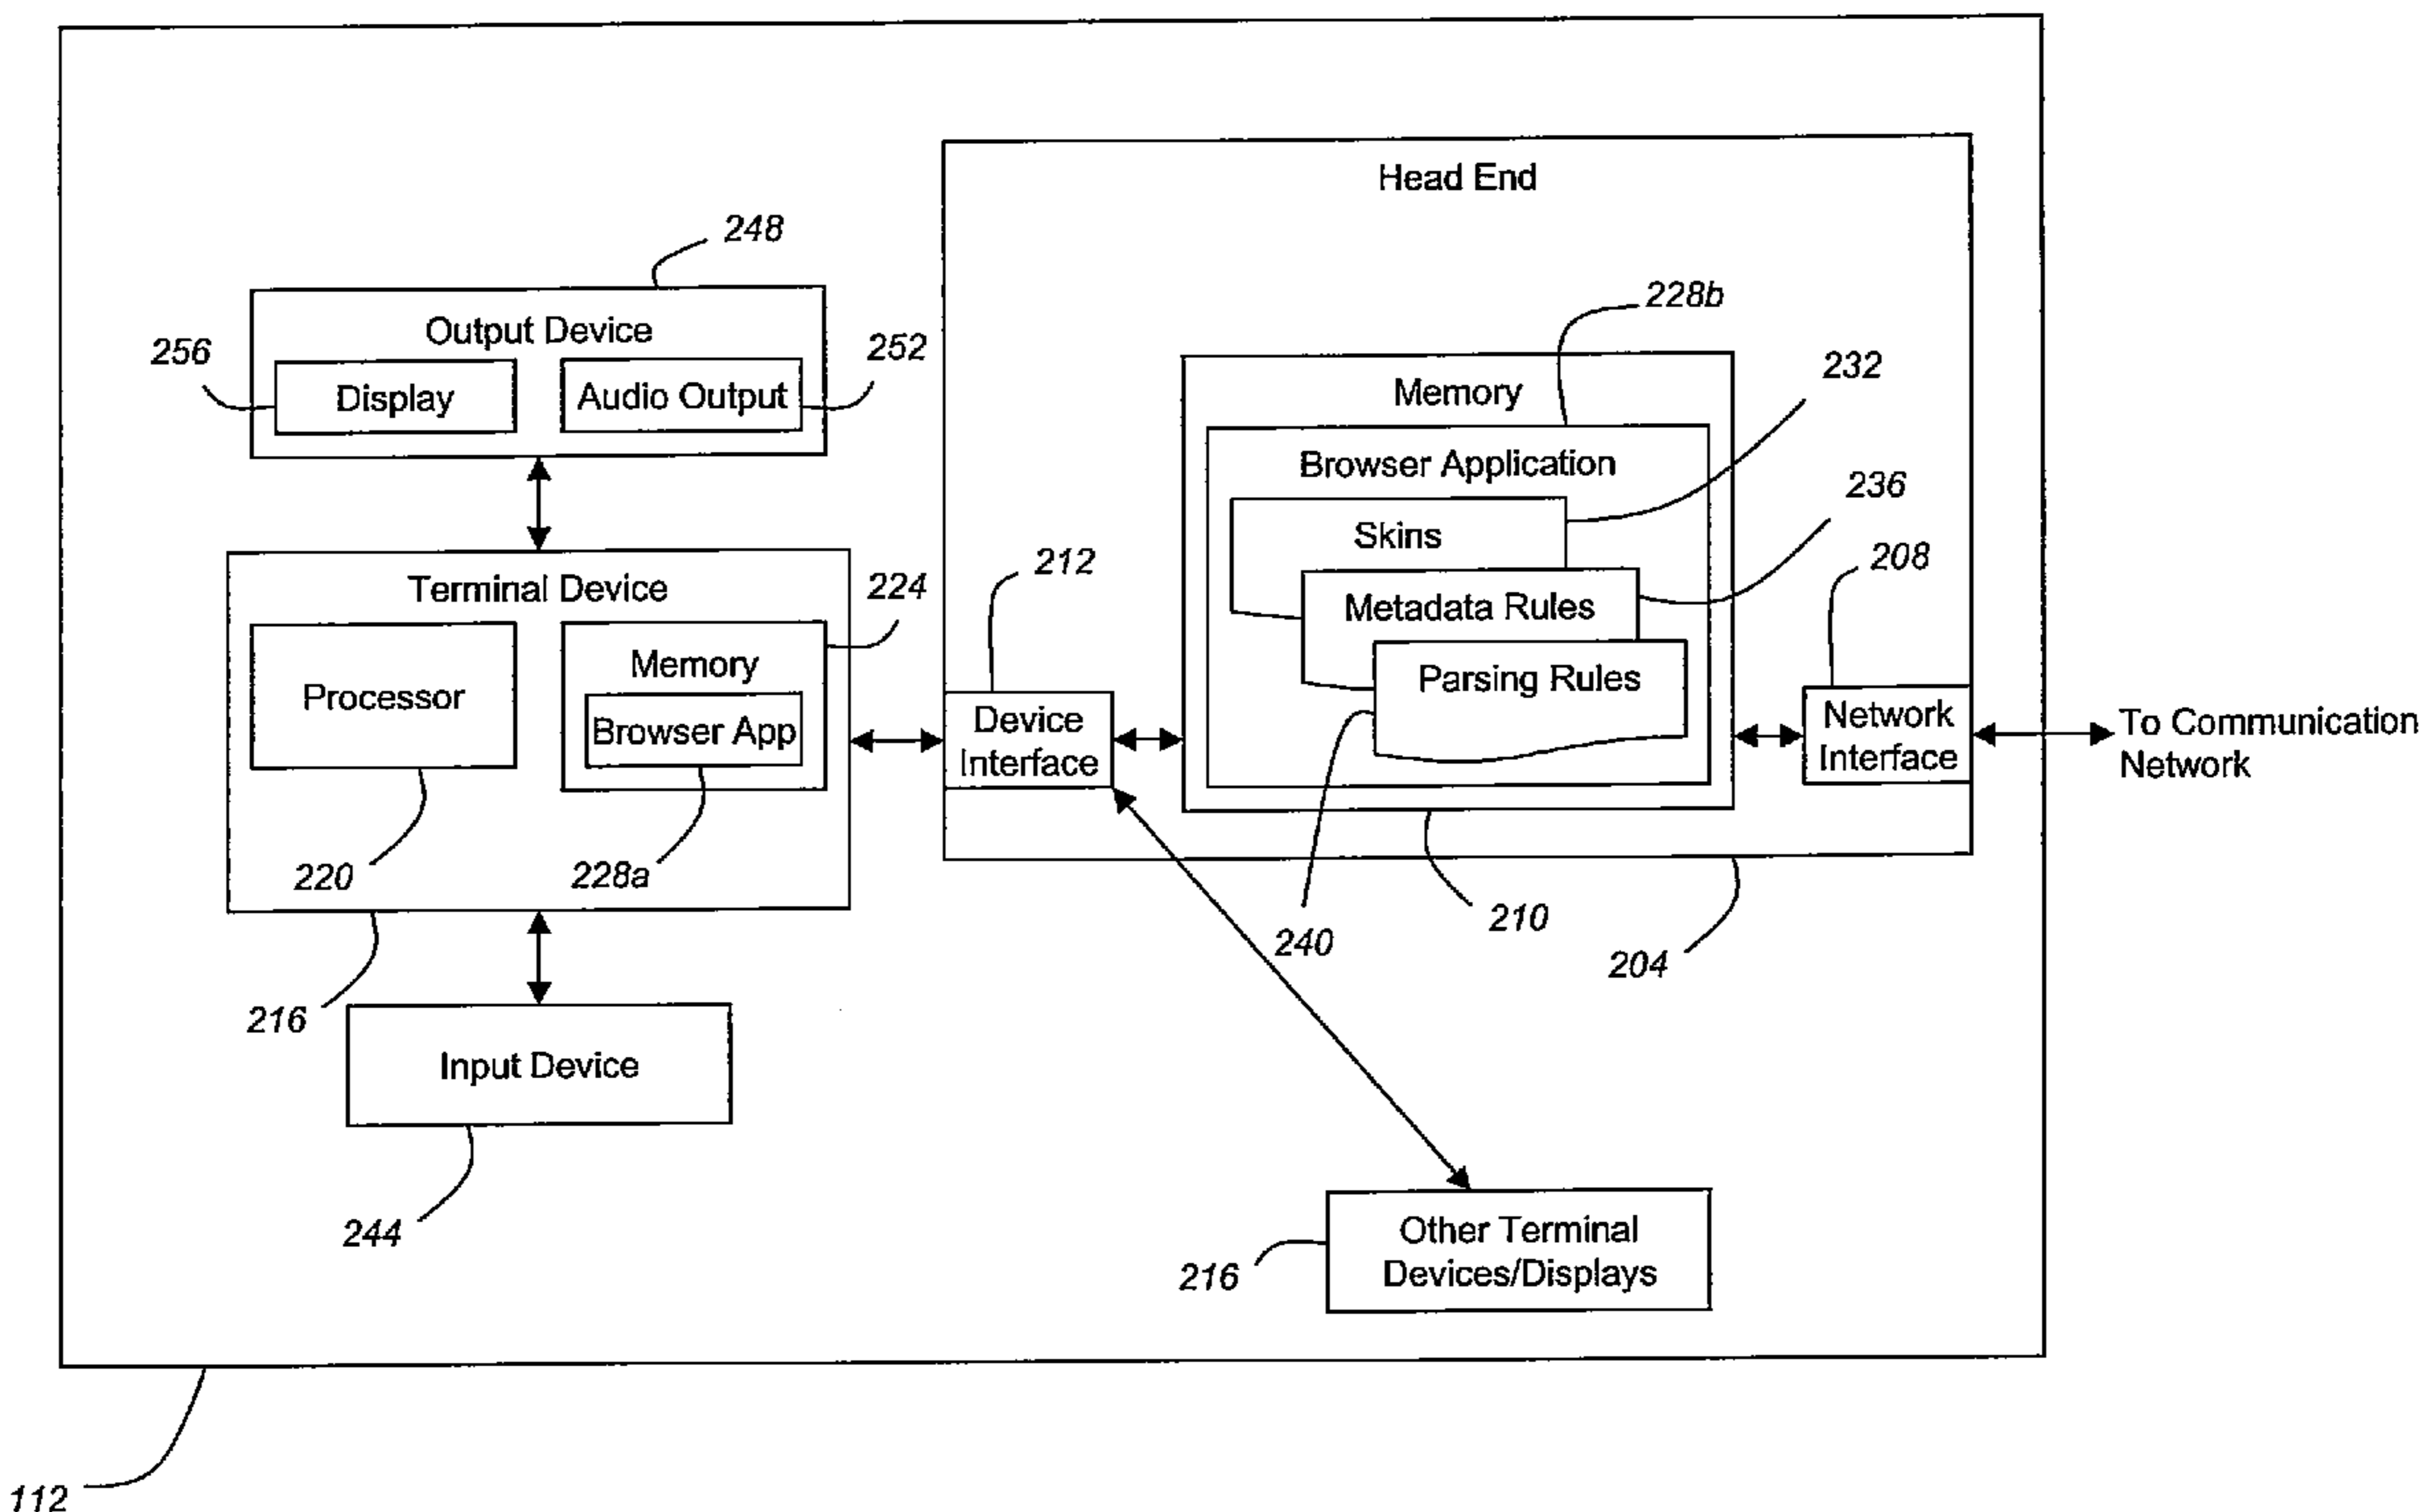 Head End
248
Output Device
256
Display
Audio Output
252
228b
Memory
232
Browser Application
236
Skins
Metadata Rules
Parsing Rules
212
208
Terminal Device
224
Processor
Memory
Browser App
Device
Interface
Network
Interface
To Communication
Network
220
228a
240
210
204
216
Input Device
244
Other Terminal
Devices/Displays
216
112